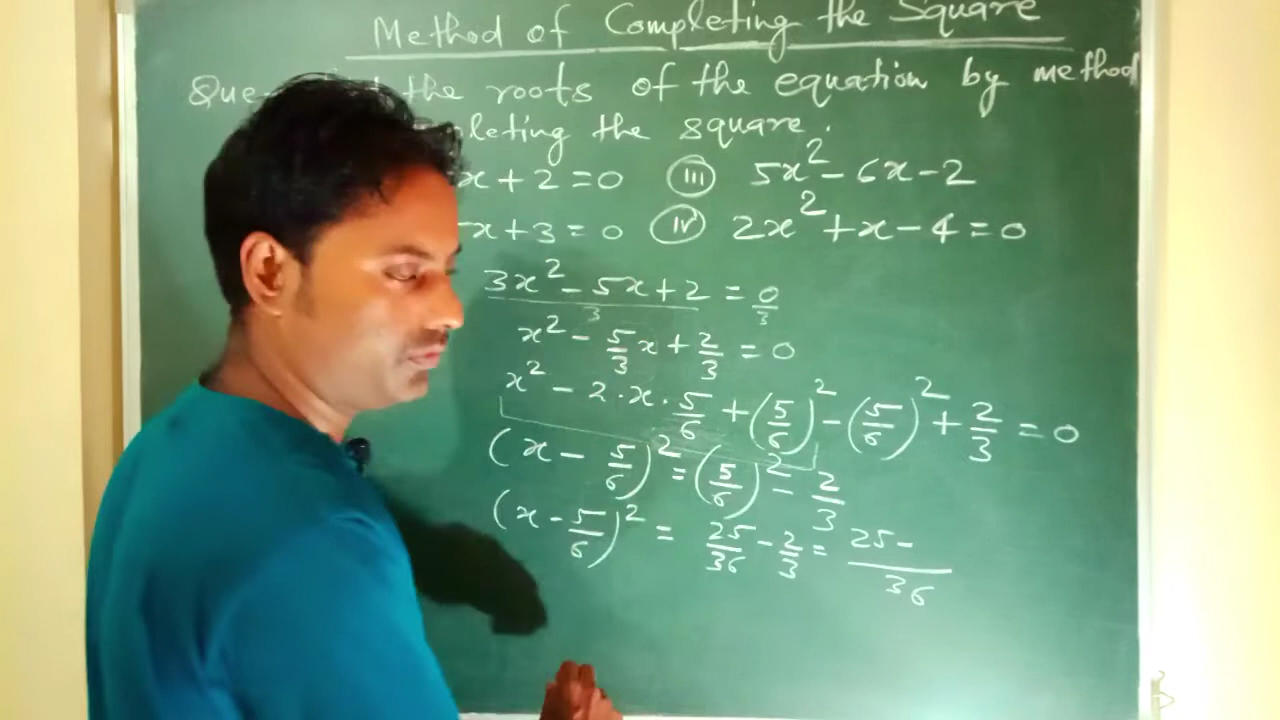 Method of Completing the Square
Que- the roots of the equation by method
the square.
x + 2 = 0 (iii) 5x² - 6x - 2
x + 3 = 0 (iv) 2x² + x - 4 = 0
3x² - 5x + 2 = 0/3
3
x² - 5/3 x + 2/3 = 0
x² - 2·x·5/6 + (5/6)² - (5/6)² + 2/3 = 0
(x - 5/6)² = (5/6)² - 2/3
(x - 5/6)² = 25/36 - 2/3 = 25 - /36